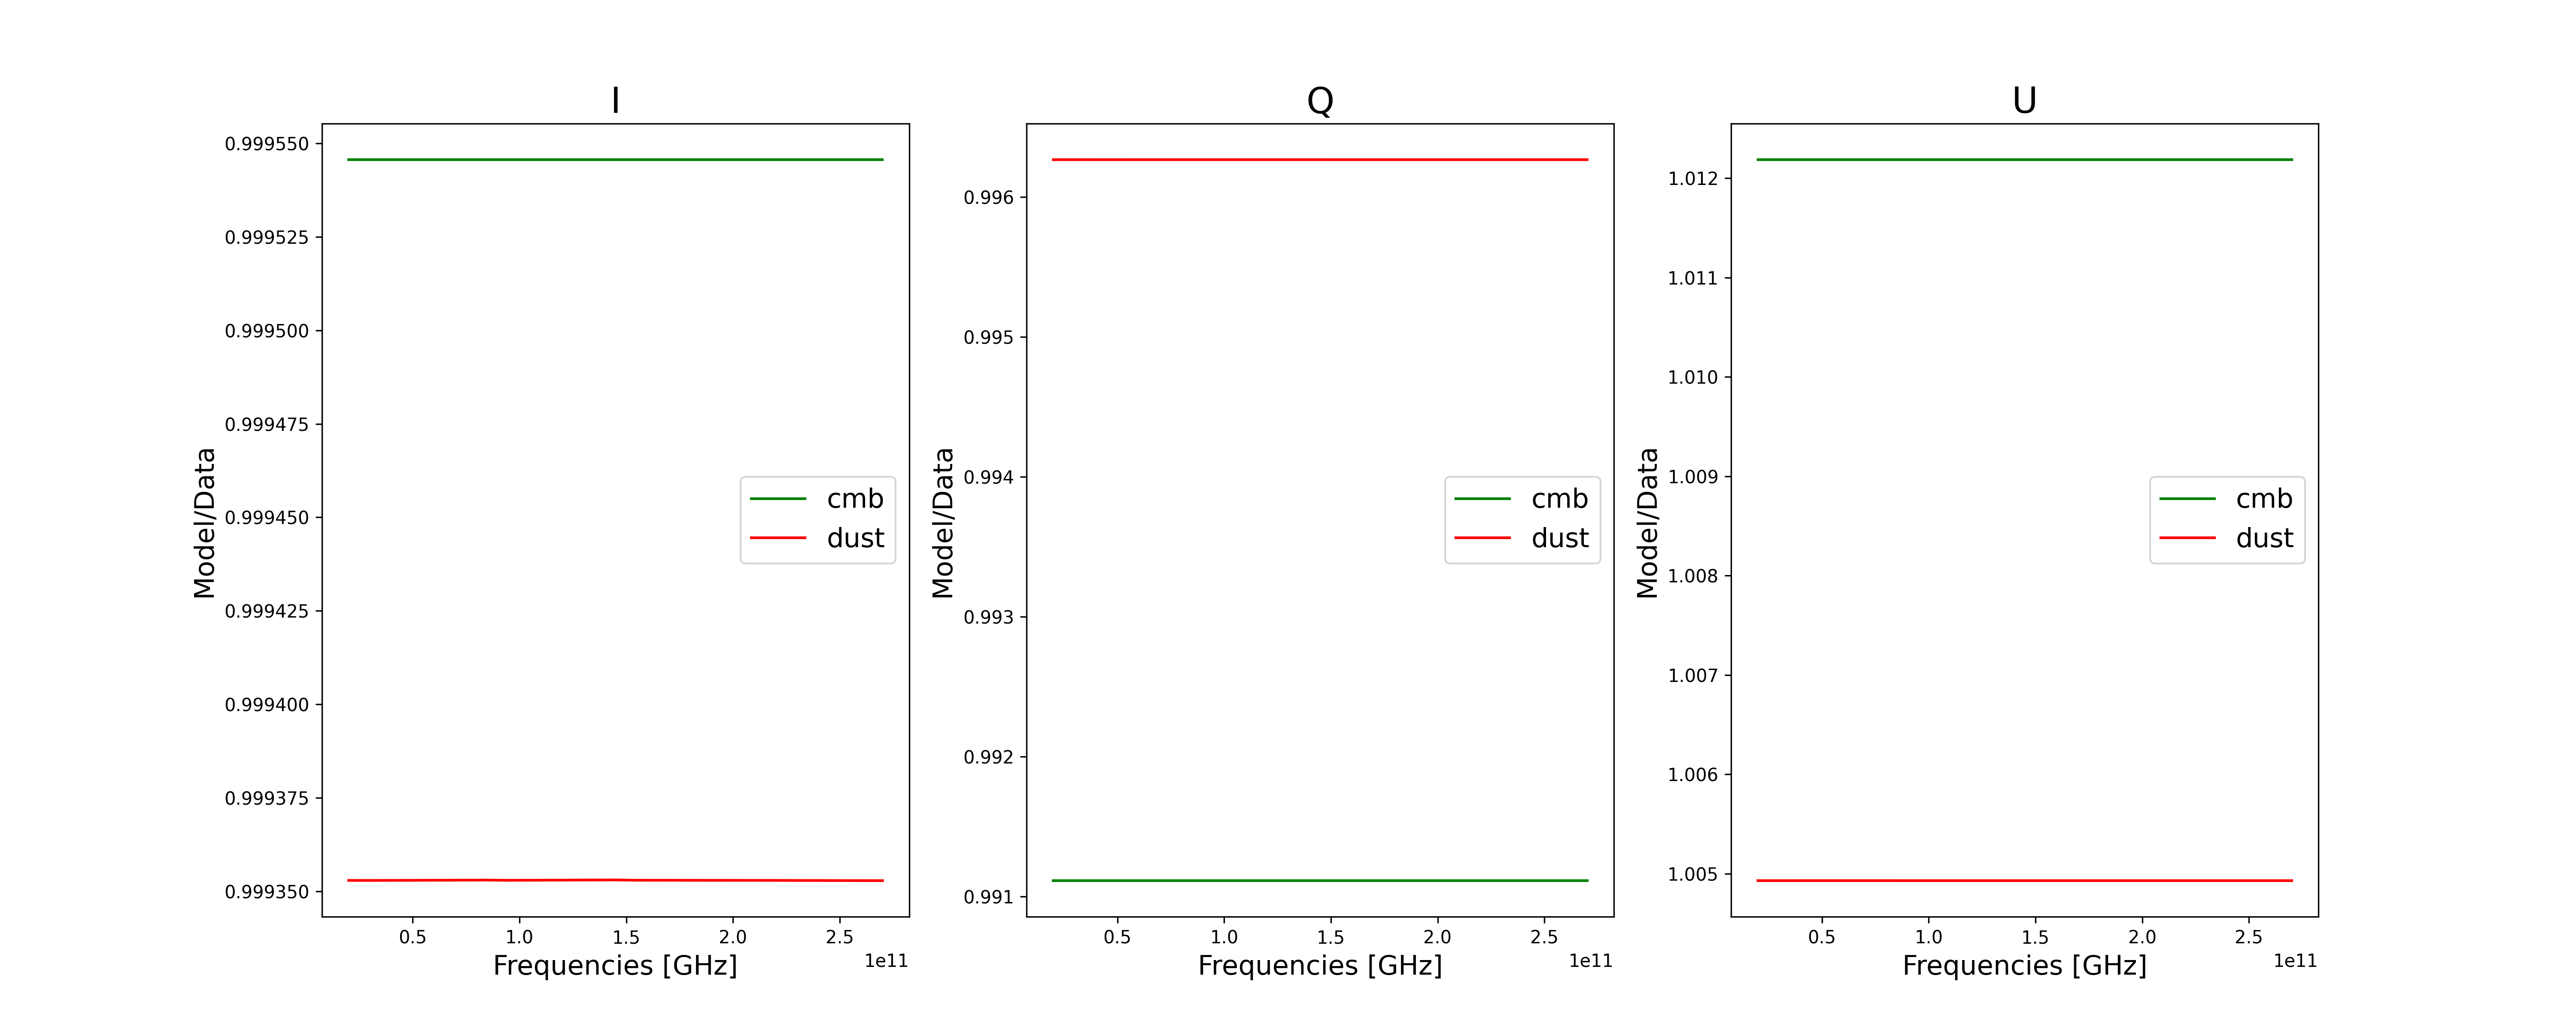 I
Model/Data
0.999550
0.999525
0.999500
0.999475
0.999450
0.999425
0.999400
0.999375
0.999350
cmb
dust
0.5 1.0 1.5 2.0 2.5
Frequencies [GHz]
1e11
Q
Model/Data
0.996
0.995
0.994
0.993
0.992
0.991
cmb
dust
0.5 1.0 1.5 2.0 2.5
Frequencies [GHz]
1e11
U
Model/Data
1.012
1.011
1.010
1.009
1.008
1.007
1.006
1.005
cmb
dust
0.5 1.0 1.5 2.0 2.5
Frequencies [GHz]
1e11